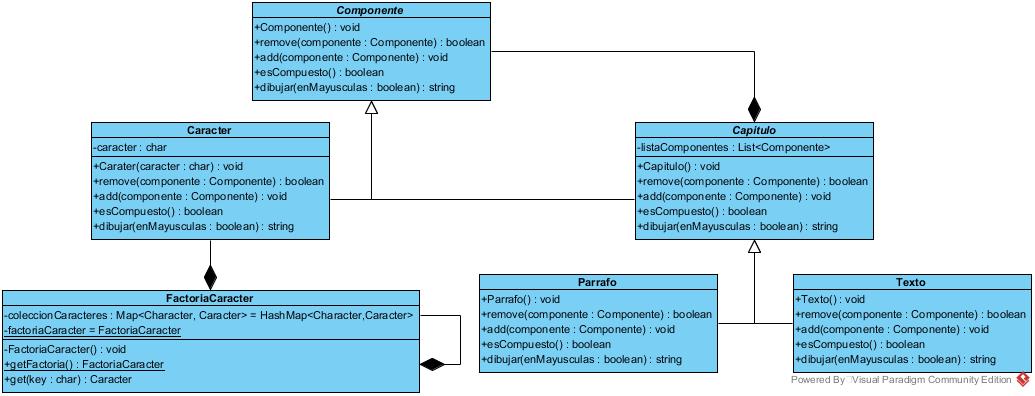 Componente
+Componente() : void
+remove(componente : Componente) : boolean
+add(componente : Componente) : void
+esCompuesto() : boolean
+dibujar(enMayusculas : boolean) : string
Caracter
-caracter : char
+Carater(caracter : char) : void
+remove(componente : Componente) : boolean
+add(componente : Componente) : void
+esCompuesto() : boolean
+dibujar(enMayusculas : boolean) : string
Capitulo
-listaComponentes : List<Componente>
+Capitulo() : void
+remove(componente : Componente) : boolean
+add(componente : Componente) : void
+esCompuesto() : boolean
+dibujar(enMayusculas : boolean) : string
FactoriaCaracter
-coleccionCaracteres : Map<Character, Caracter> = HashMap<Character,Caracter>
-factoriaCaracter = FactoriaCaracter
-FactoriaCaracter() : void
+getFactoria() : FactoriaCaracter
+get(key : char) : Caracter
Parrafo
+Parrafo() : void
+remove(componente : Componente) : boolean
+add(componente : Componente) : void
+esCompuesto() : boolean
+dibujar(enMayusculas : boolean) : string
Texto
+Texto() : void
+remove(componente : Componente) : boolean
+add(componente : Componente) : void
+esCompuesto() : boolean
+dibujar(enMayusculas : boolean) : string
Powered By Visual Paradigm Community Edition